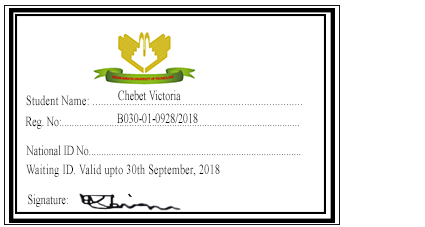 Student Name: Chebet Victoria
Reg. No: B030-01-0928/2018
National ID No.
Waiting ID. Valid upto 30th September, 2018
Signature: